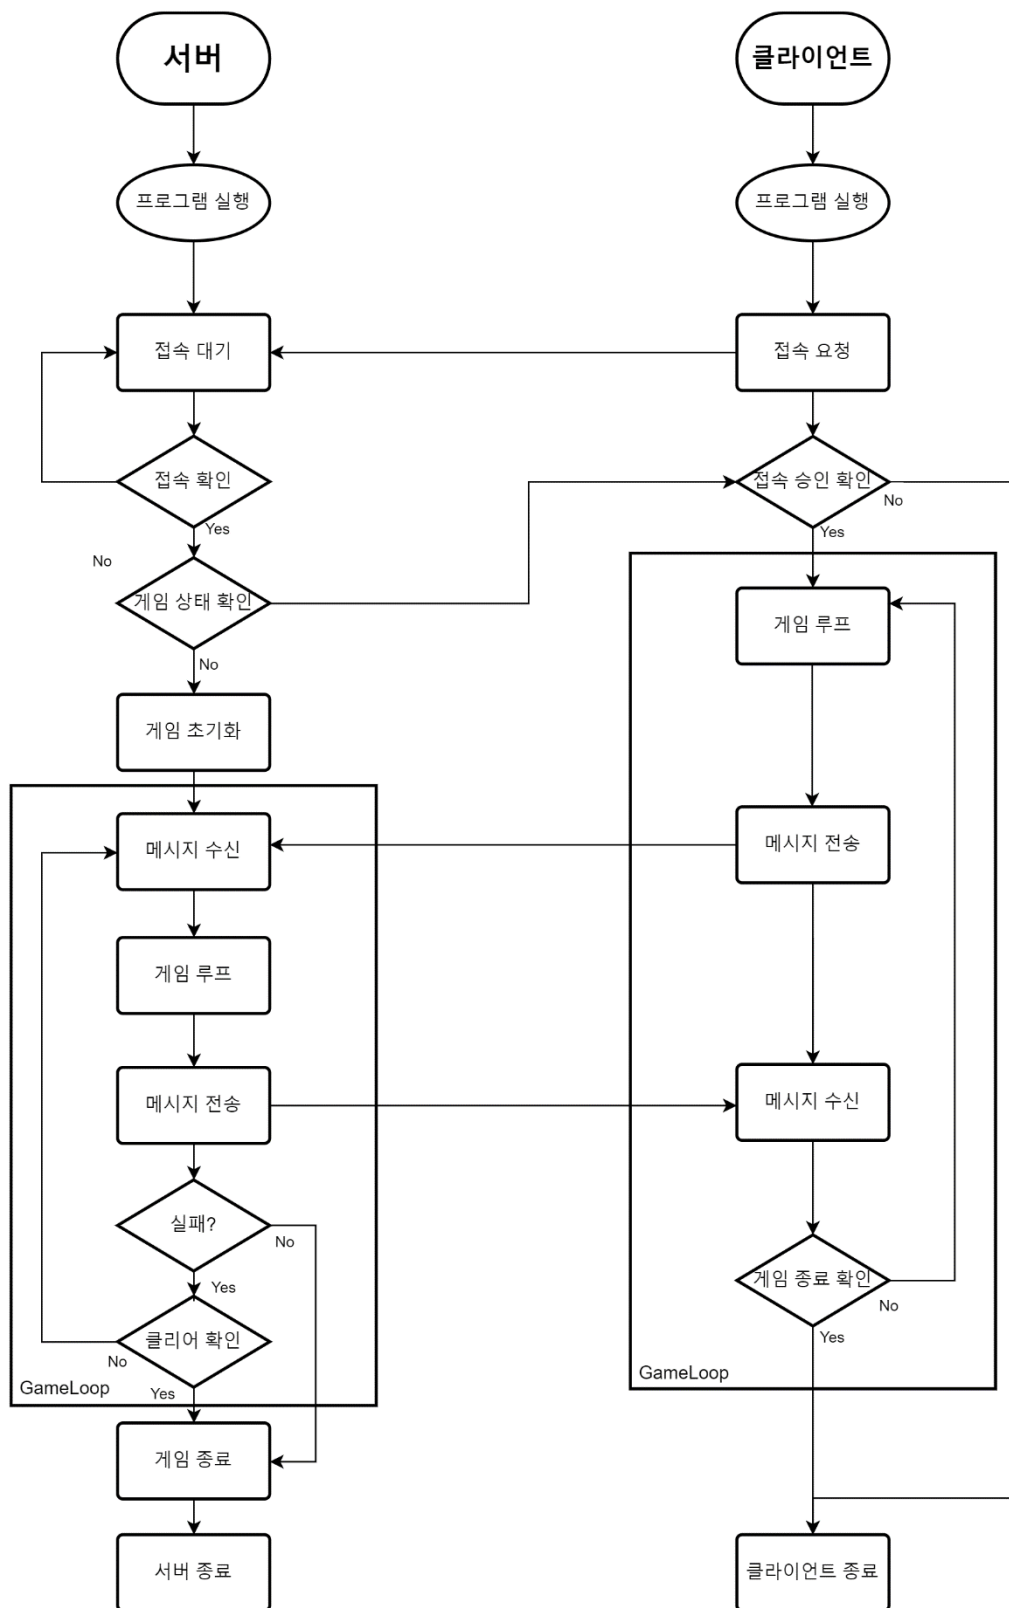 서버
클라이언트
프로그램 실행
프로그램 실행
접속 대기
접속 요청
접속 확인
접속 승인 확인
No
Yes
Yes
No
게임 상태 확인
게임 루프
No
게임 초기화
메시지 수신
메시지 전송
게임 루프
메시지 전송
메시지 수신
실패?
No
Yes
게임 종료 확인
No
클리어 확인
Yes
No
GameLoop
Yes
GameLoop
게임 종료
서버 종료
클라이언트 종료